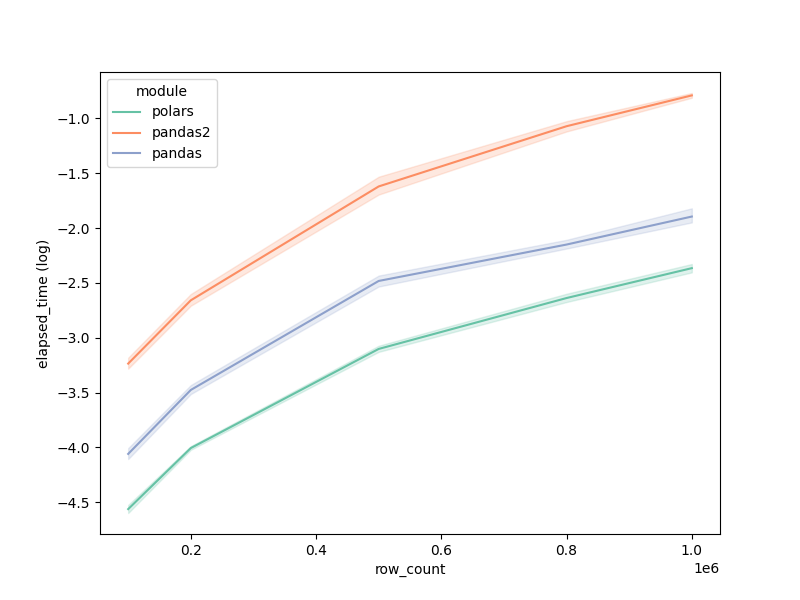 module
polars
pandas2
pandas
elapsed_time (log)
−1.0
−1.5
−2.0
−2.5
−3.0
−3.5
−4.0
−4.5
0.2 0.4 0.6 0.8 1.0
1e6
row_count